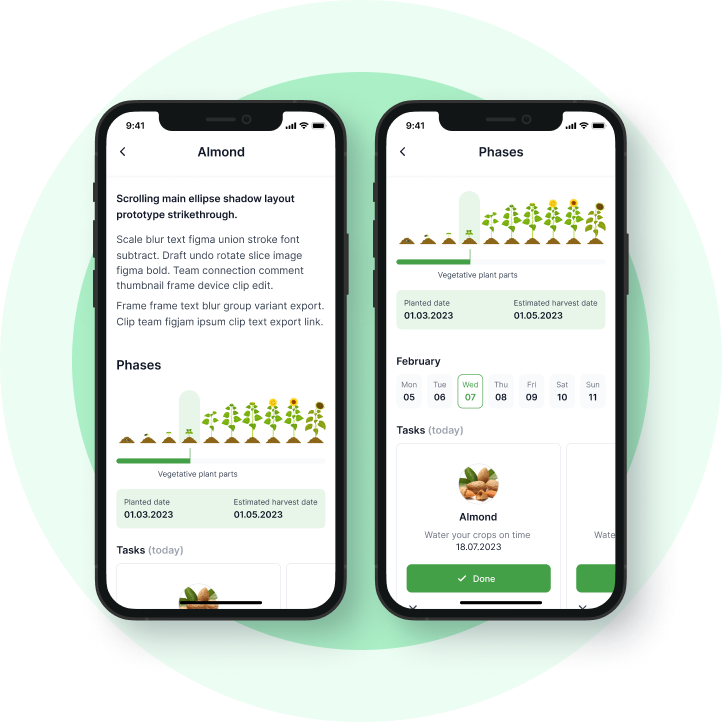 9:41
Almond
Scrolling main ellipse shadow layout
prototype strikethrough.
Scale blur text figma union stroke font
subtract. Draft undo rotate slice image
figma bold. Team connection comment
thumbnail frame device clip edit.
Frame frame text blur group variant export.
Clip team figjam ipsum clip text export link.
Phases
Vegetative plant parts
Planted date Estimated harvest date
01.03.2023 01.05.2023
Tasks (today)
9:41
Phases
Vegetative plant parts
Planted date Estimated harvest date
01.03.2023 01.05.2023
February
Mon Tue Wed Thu Fri Sat Sun
05 06 07 08 09 10 11
Tasks (today)
Almond
Water your crops on time
18.07.2023
Done